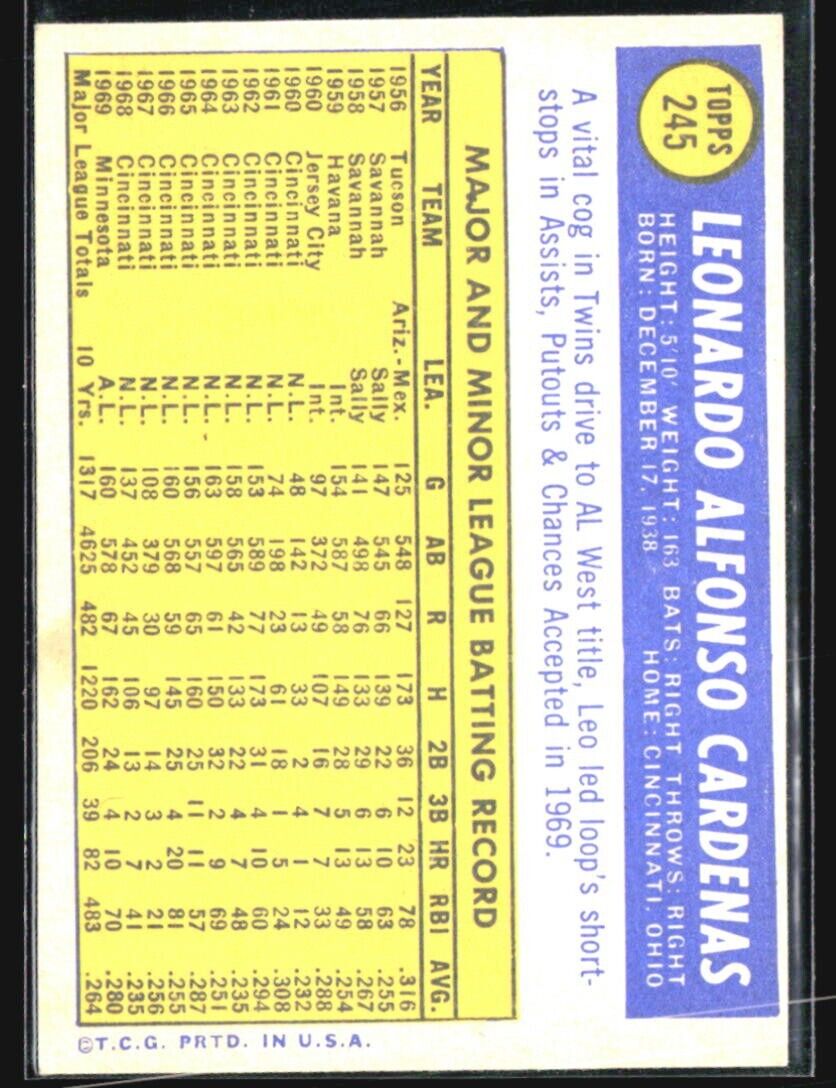 TOPPS
245
LEONARDO ALFONSO CARDENAS
HEIGHT: 5'10" WEIGHT: 163 BATS: RIGHT THROWS: RIGHT
BORN: DECEMBER 17, 1938 HOME: CINCINNATI, OHIO
A vital cog in Twins drive to AL West title, Leo led loop's short-
stops in Assists, Putouts & Chances Accepted in 1969.
MAJOR AND MINOR LEAGUE BATTING RECORD
YEAR TEAM LEA. G AB R H 2B 3B HR RBI AVG.
1956 Tucson Ariz.-Mex. 125 548 127 173 36 12 23 78 .316
1957 Savannah Sally 147 545 66 139 22 6 10 63 .255
1958 Savannah Sally 141 498 76 133 29 6 13 58 .267
1959 Havana Int. 154 587 58 149 28 5 13 49 .254
1960 Jersey City Int. 97 372 49 107 16 7 7 33 .288
1960 Cincinnati N.L. 48 142 13 33 2 4 1 12 .232
1961 Cincinnati N.L. 74 198 23 61 18 1 5 24 .308
1962 Cincinnati N.L. 153 589 77 173 31 4 10 60 .294
1963 Cincinnati N.L. 158 565 42 133 22 4 7 48 .235
1964 Cincinnati N.L. 163 597 61 150 32 2 9 69 .251
1965 Cincinnati N.L. 156 557 65 160 25 11 11 57 .287
1966 Cincinnati N.L. 160 568 59 145 25 4 20 81 .255
1967 Cincinnati N.L. 108 379 30 97 14 3 2 21 .256
1968 Cincinnati N.L. 137 452 45 106 13 2 7 41 .235
1969 Minnesota A.L. 160 578 67 162 24 4 10 70 .280
Major League Totals 10 Yrs. 1317 4625 482 1220 206 39 82 483 .264
©T.C.G. PRTD. IN U.S.A.